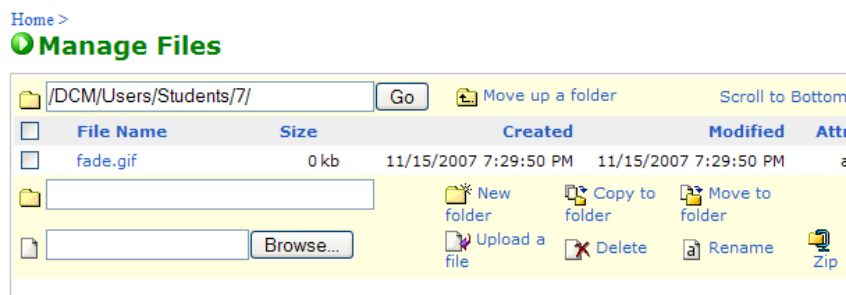 Home >
Manage Files
/DCM/Users/Students/7/ Go Move up a folder Scroll to Bottom
File Name Size Created Modified
fade.gif 0 kb 11/15/2007 7:29:50 PM 11/15/2007 7:29:50 PM a
New folder Copy to folder Move to folder
Browse... Upload a file Delete Rename Zip